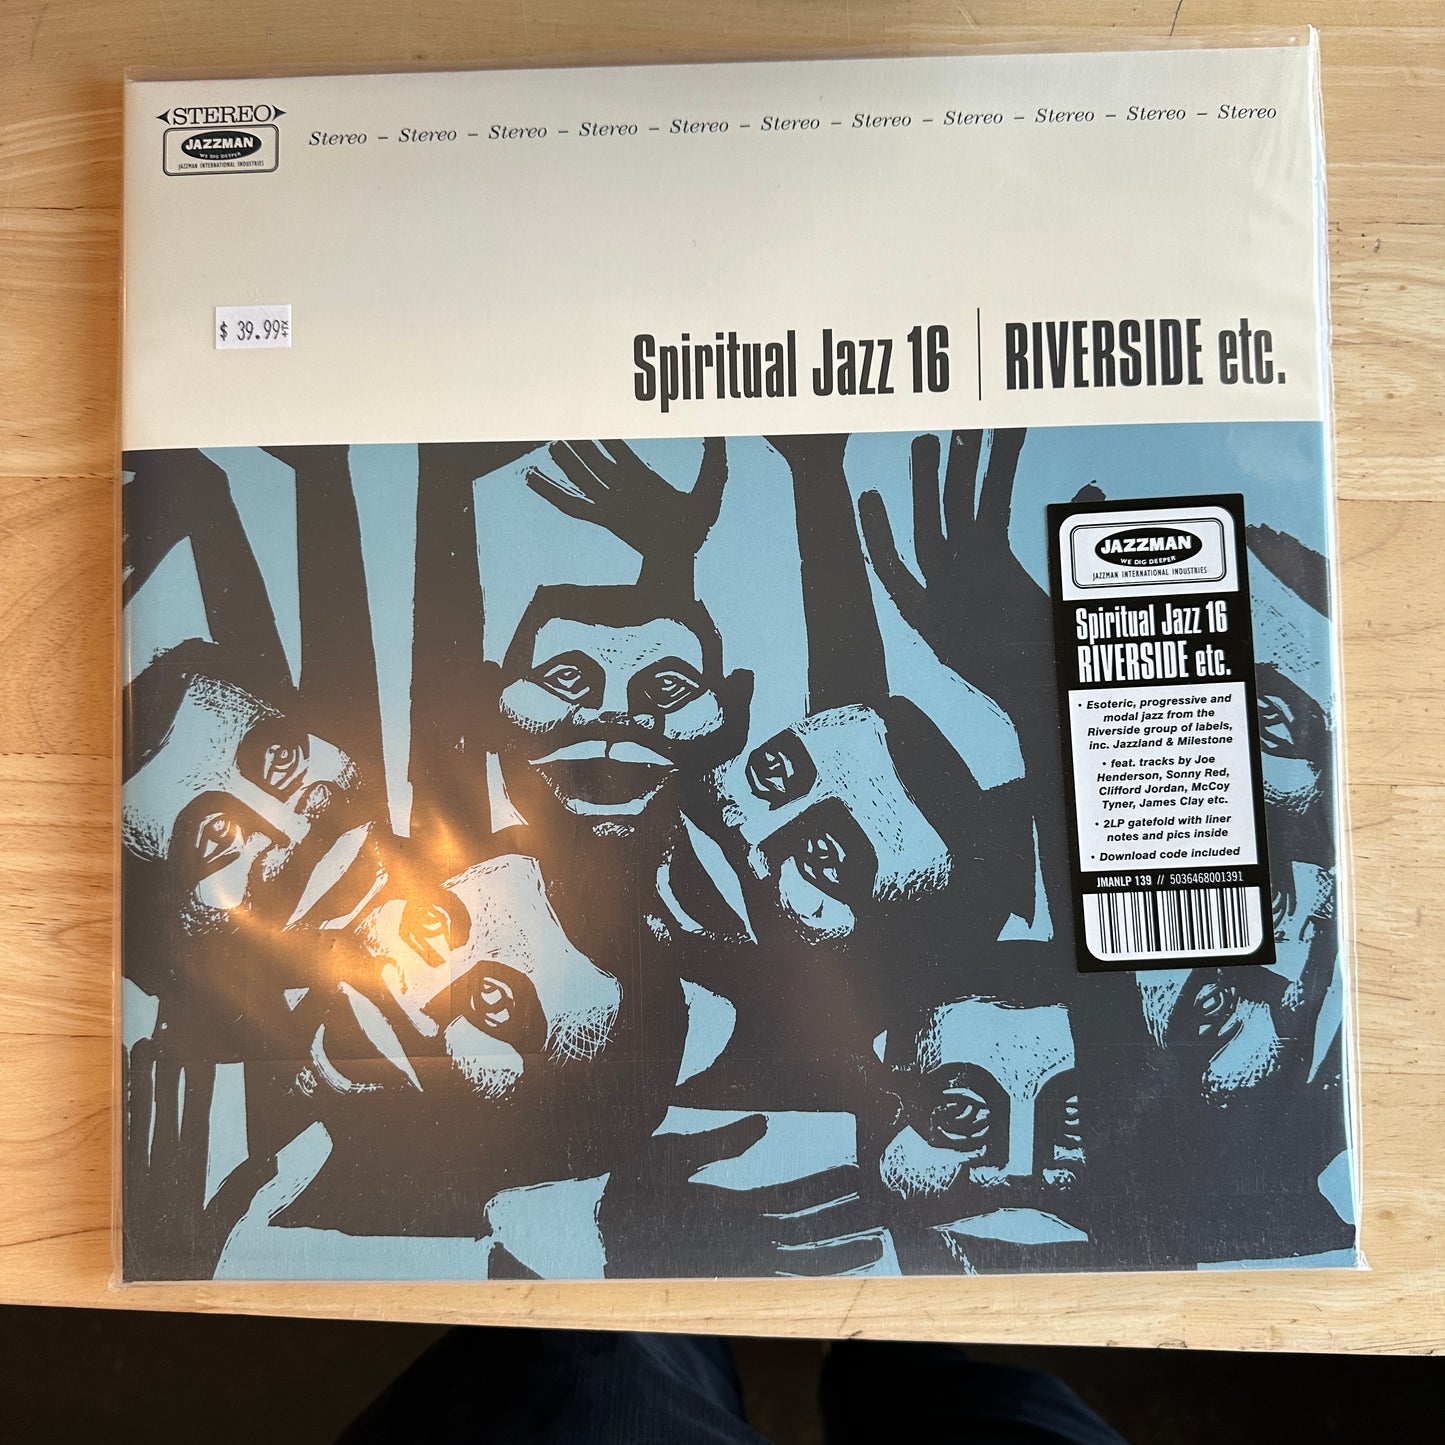 STEREO
JAZZMAN
WE DIG DEEPER
JAZZMAN INTERNATIONAL INDUSTRIES
Stereo – Stereo – Stereo – Stereo – Stereo – Stereo – Stereo – Stereo – Stereo – Stereo – Stereo
$ 39.99
Spiritual Jazz 16 | RIVERSIDE etc.
JAZZMAN
WE DIG DEEPER
JAZZMAN INTERNATIONAL INDUSTRIES
Spiritual Jazz 16
RIVERSIDE etc.
• Esoteric, progressive and
modal jazz from the
Riverside group of labels,
inc. Jazzland & Milestone
• feat. tracks by Joe
Henderson, Sonny Red,
Clifford Jordan, McCoy
Tyner, James Clay etc.
• 2LP gatefold with liner
notes and pics inside
• Download code included
JMANLP 139 // 5036468001391